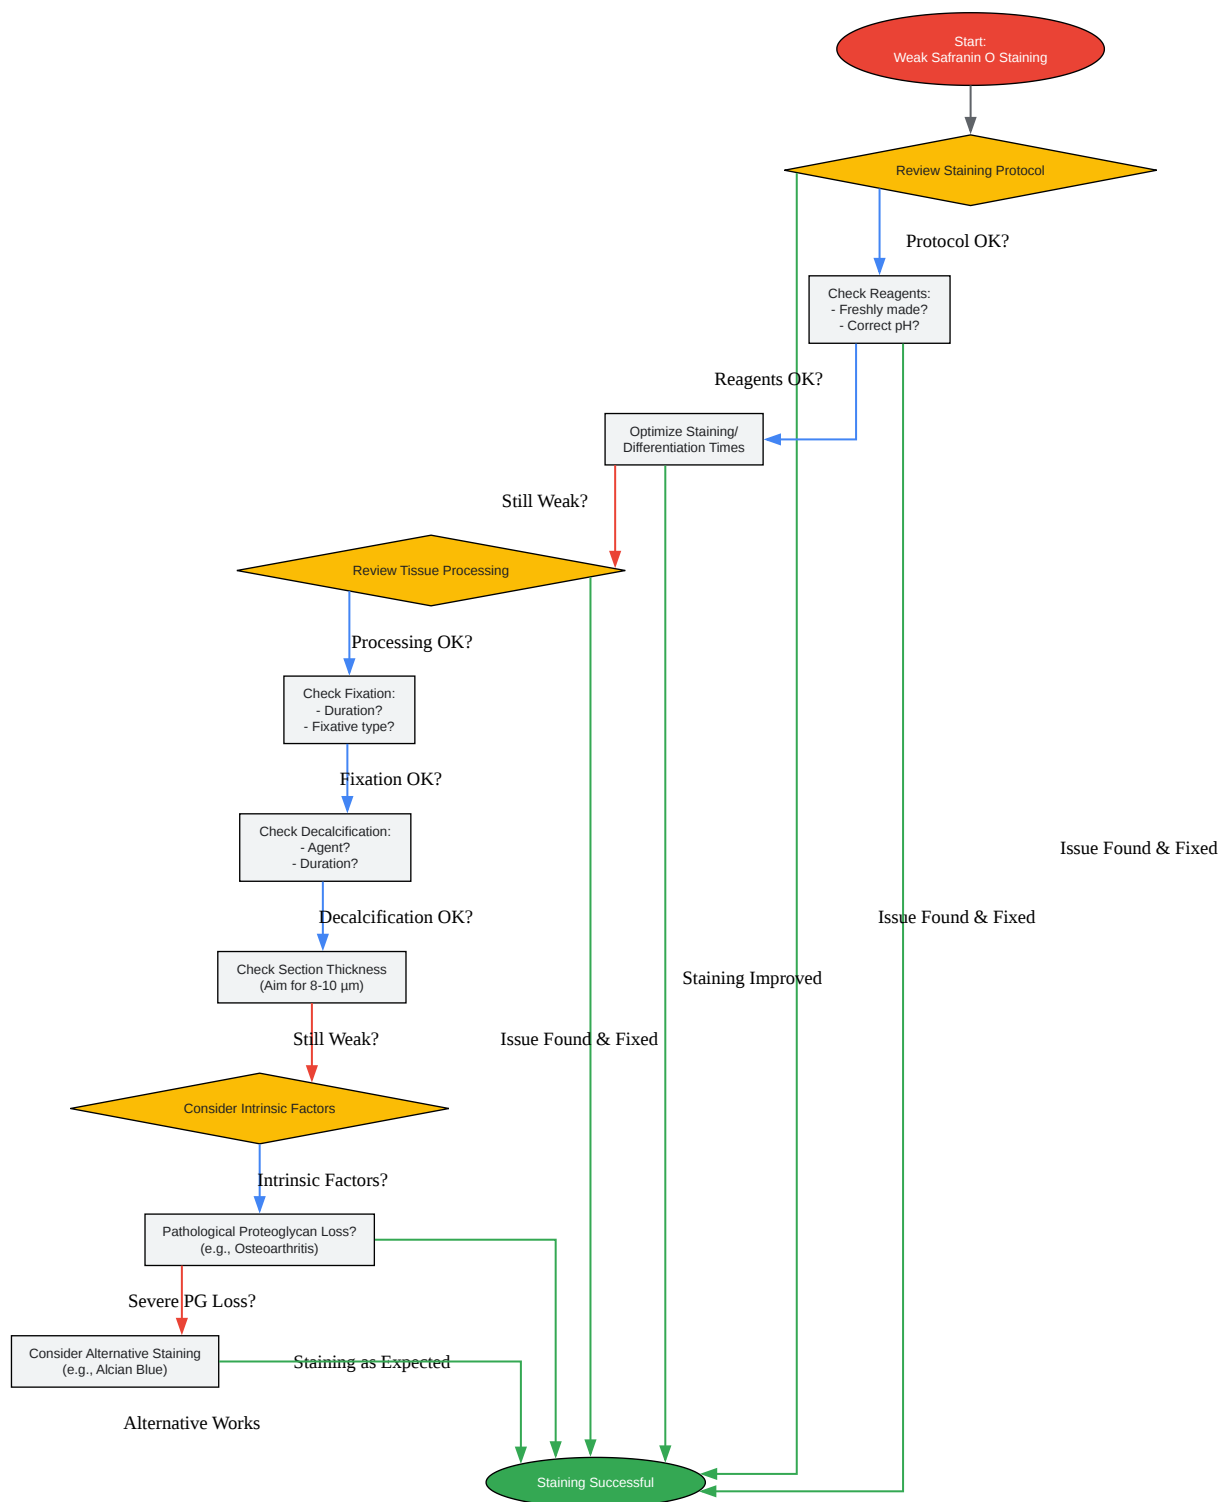 Start:
Weak Safranin O Staining
Review Staining Protocol
Protocol OK?
Check Reagents:
- Freshly made?
- Correct pH?
Reagents OK?
Optimize Staining/
Differentiation Times
Still Weak?
Review Tissue Processing
Processing OK?
Check Fixation:
- Duration?
- Fixative type?
Fixation OK?
Check Decalcification:
- Agent?
- Duration?
Issue Found & Fixed
Decalcification OK?
Issue Found & Fixed
Check Section Thickness
(Aim for 8-10 µm)
Staining Improved
Still Weak?
Issue Found & Fixed
Consider Intrinsic Factors
Intrinsic Factors?
Pathological Proteoglycan Loss?
(e.g., Osteoarthritis)
Severe PG Loss?
Consider Alternative Staining
(e.g., Alcian Blue)
Staining as Expected
Alternative Works
Staining Successful